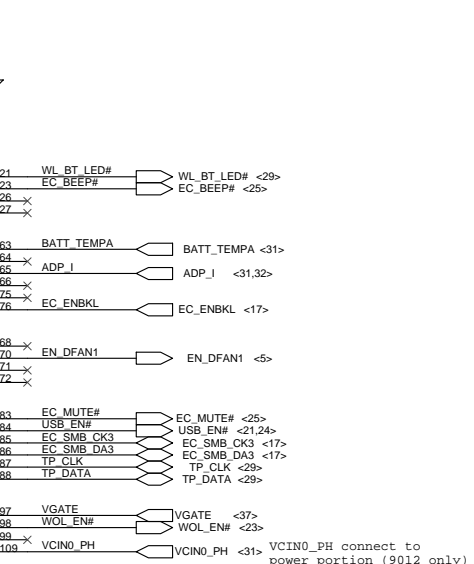 21 WL_BT_LED# WL_BT_LED# <29>
23 EC_BEEP# EC_BEEP# <25>
26
27
63 BATT_TEMPA BATT_TEMPA <31>
64
65 ADP_I ADP_I <31,32>
66
75
76 EC_ENBKL EC_ENBKL <17>
68
70 EN_DFAN1 EN_DFAN1 <5>
71
72
83 EC_MUTE# EC_MUTE# <25>
84 USB_EN# USB_EN# <21,24>
85 EC_SMB_CK3 EC_SMB_CK3 <17>
86 EC_SMB_DA3 EC_SMB_DA3 <17>
87 TP_CLK TP_CLK <29>
88 TP_DATA TP_DATA <29>
97 VGATE VGATE <37>
98 WOL_EN# WOL_EN# <23>
99
109 VCIN0_PH VCIN0_PH <31> VCIN0_PH connect to
power portion (9012 only)